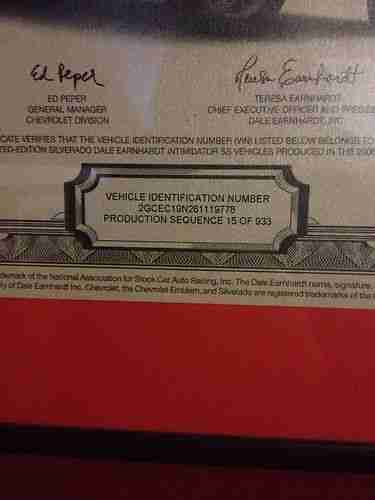 Ed Peper
Teresa Earnhardt
ED PEPER
GENERAL MANAGER
CHEVROLET DIVISION
TERESA EARNHARDT
CHIEF EXECUTIVE OFFICER AND PRESI
DALE EARNHARDT, INC.
CATE VERIFIES THAT THE VEHICLE IDENTIFICATION NUMBER (VIN) LISTED BELOW BELONGS TO
TED-EDITION SILVERADO DALE EARNHARDT INTIMIDATOR SS VEHICLES PRODUCED IN THE 2006
VEHICLE IDENTIFICATION NUMBER
2GCEC19N261119778
PRODUCTION SEQUENCE 15 OF 933
demark of the National Association for Stock Car Auto Racing, Inc. The Dale Earnhardt name, signature,
ty of Dale Earnhardt Inc. Chevrolet, the Chevrolet Emblem, and Silverado are registered trademarks of the